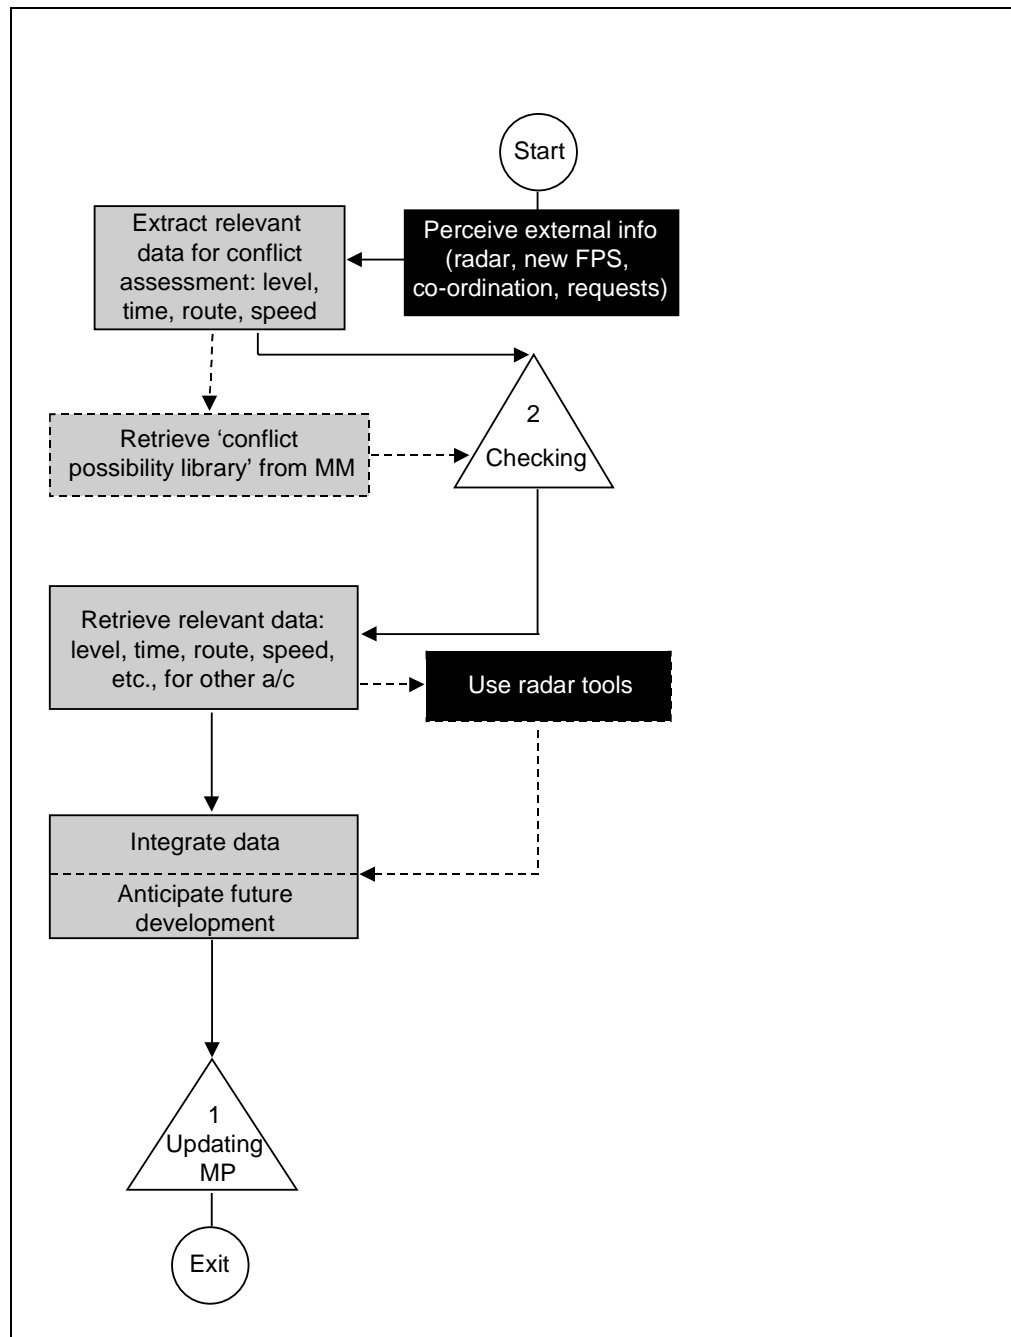 Start
Perceive external info
(radar, new FPS,
co-ordination, requests)
Extract relevant
data for conflict
assessment: level,
time, route, speed
2
Checking
Retrieve ‘conflict
possibility library’ from MM
Retrieve relevant data:
level, time, route, speed,
etc., for other a/c
Use radar tools
Integrate data
Anticipate future
development
1
Updating
MP
Exit